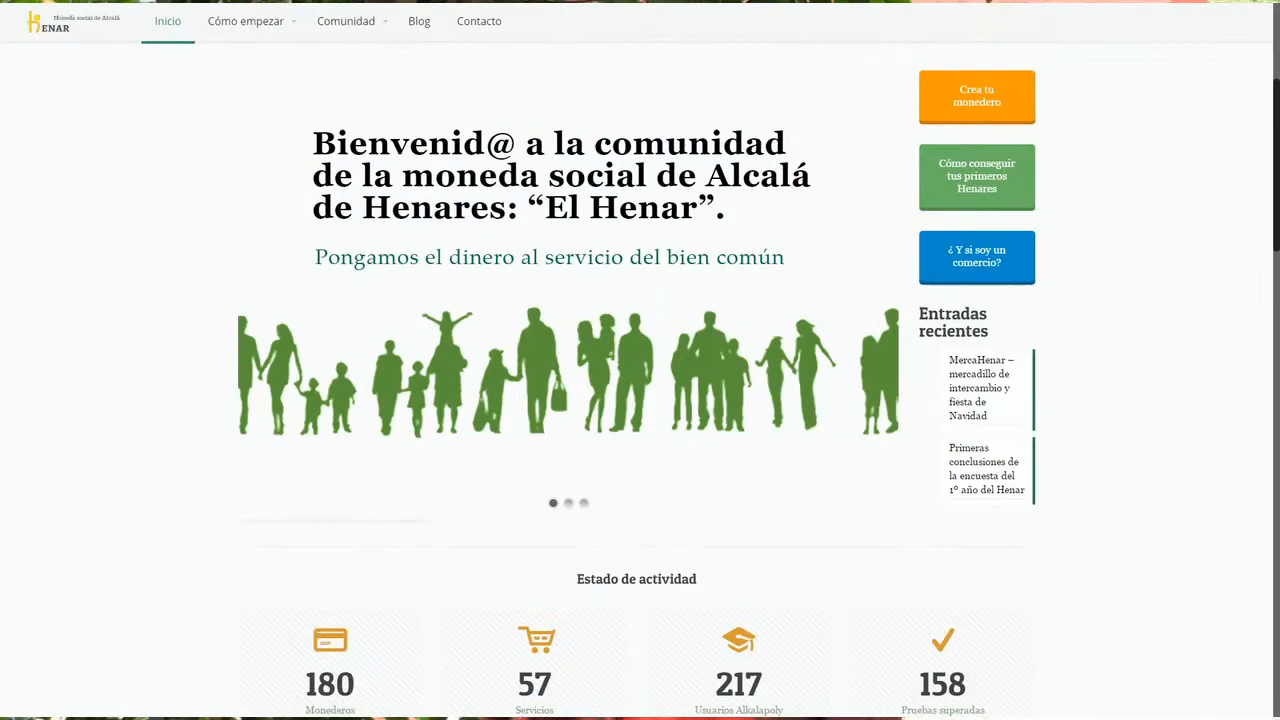 Moneda social de Alcalá
HENAR
Inicio
Cómo empezar
Comunidad
Blog
Contacto
Bienvenid@ a la comunidad
de la moneda social de Alcalá
de Henares: “El Henar”.
Pongamos el dinero al servicio del bien común
Crea tu
monedero
Cómo conseguir
tus primeros
Henares
¿ Y si soy un
comercio?
Entradas
recientes
MercaHenar –
mercadillo de
intercambio y
fiesta de
Navidad
Primeras
conclusiones de
la encuesta del
1º año del Henar
Estado de actividad
180
Monederos
57
Servicios
217
Usuarios Alkalapoly
158
Pruebas superadas